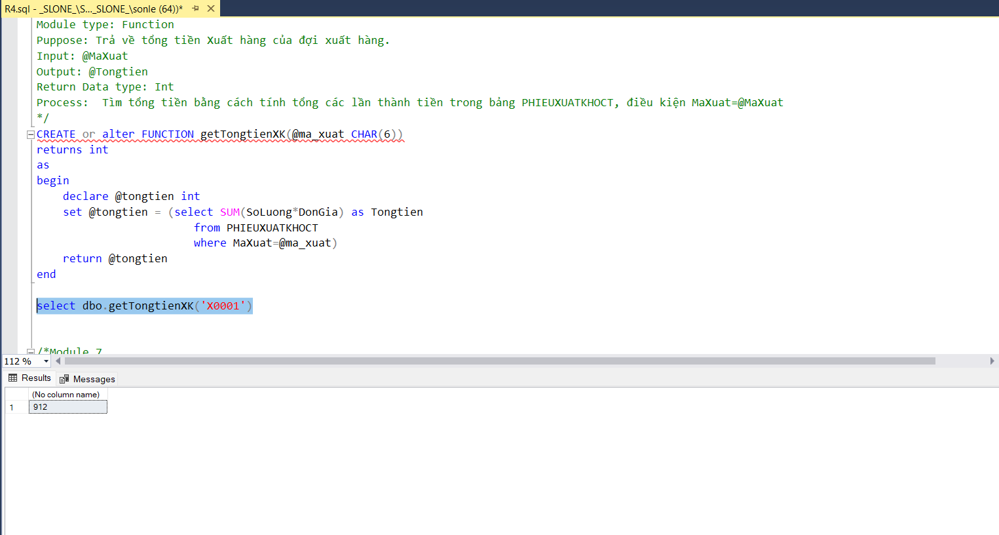 R4.sql - _SLONE_\S..._SLONE_\sonle (64))*
Module type: Function
Puppose: Trả về tổng tiền Xuất hàng của đợi xuất hàng.
Input: @MaXuat
Output: @Tongtien
Return Data type: Int
Process:  Tìm tổng tiền bằng cách tính tổng các lần thành tiền trong bảng PHIEUXUATKHOCT, điều kiện MaXuat=@MaXuat
*/
CREATE or alter FUNCTION getTongtienXK(@ma_xuat CHAR(6))
returns int
as
begin
    declare @tongtien int
    set @tongtien = (select SUM(SoLuong*DonGia) as Tongtien
                        from PHIEUXUATKHOCT
                        where MaXuat=@ma_xuat)
    return @tongtien
end
select dbo.getTongtienXK('X0001')
/*Module 7
112 %
Results Messages
(No column name)
1 912